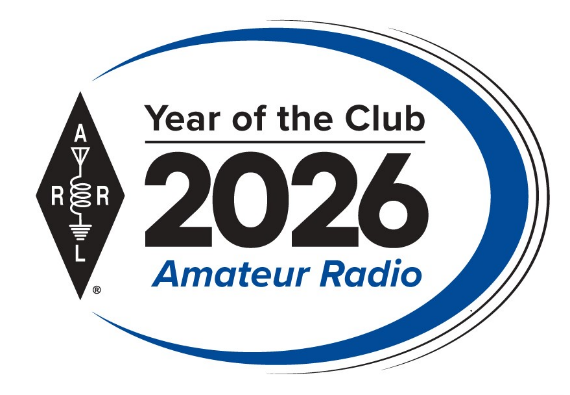 A
R R
L
®
Year of the Club
2026
Amateur Radio